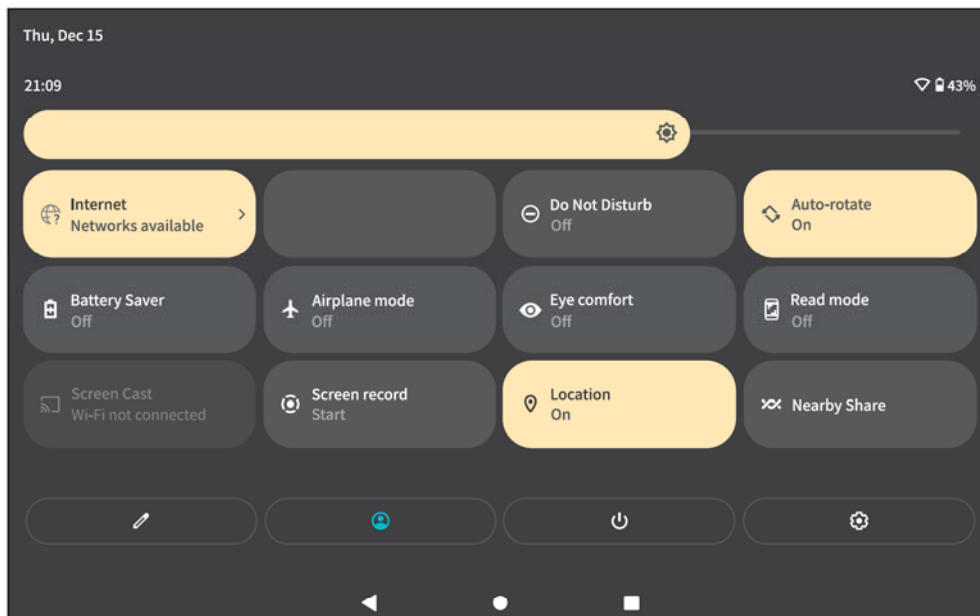 Thu, Dec 15
21:09
43%
Internet
Networks available
Do Not Disturb
Off
Auto-rotate
On
Battery Saver
Off
Airplane mode
Off
Eye comfort
Off
Read mode
Off
Screen Cast
Wi-Fi not connected
Screen record
Start
Location
On
Nearby Share